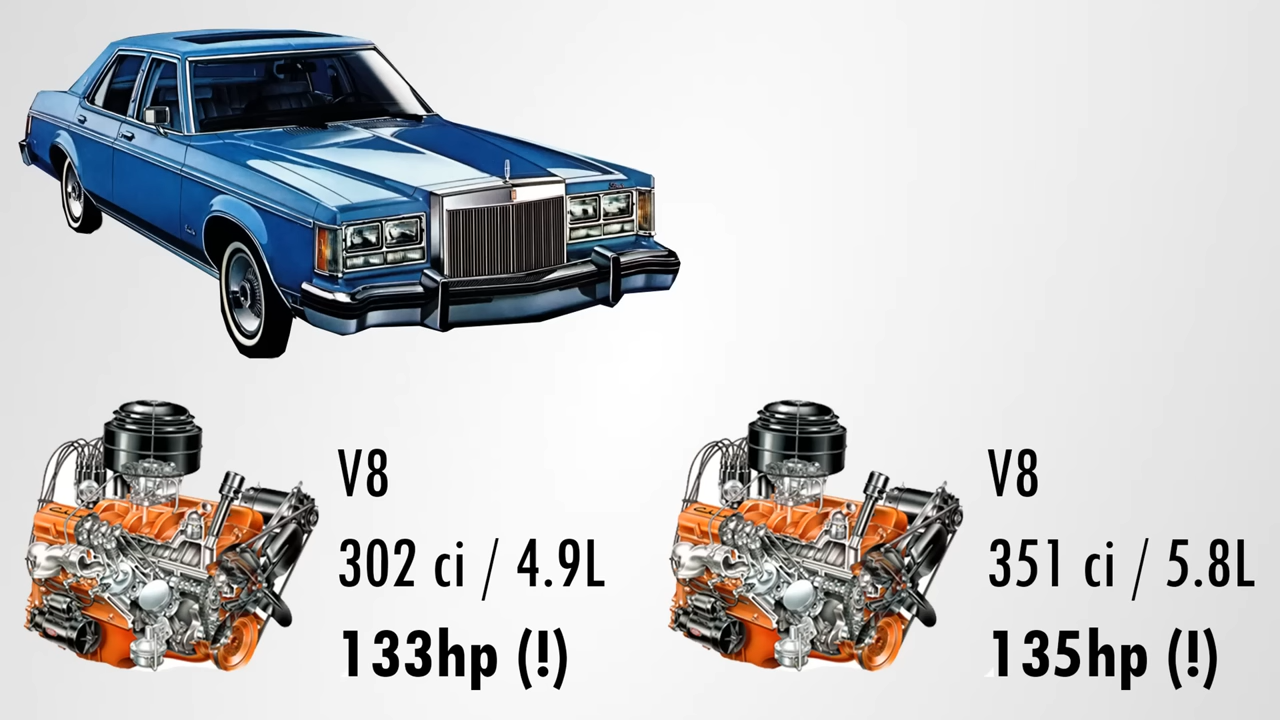 V8
302 ci / 4.9L
133hp (!)
V8
351 ci / 5.8L
135hp (!)